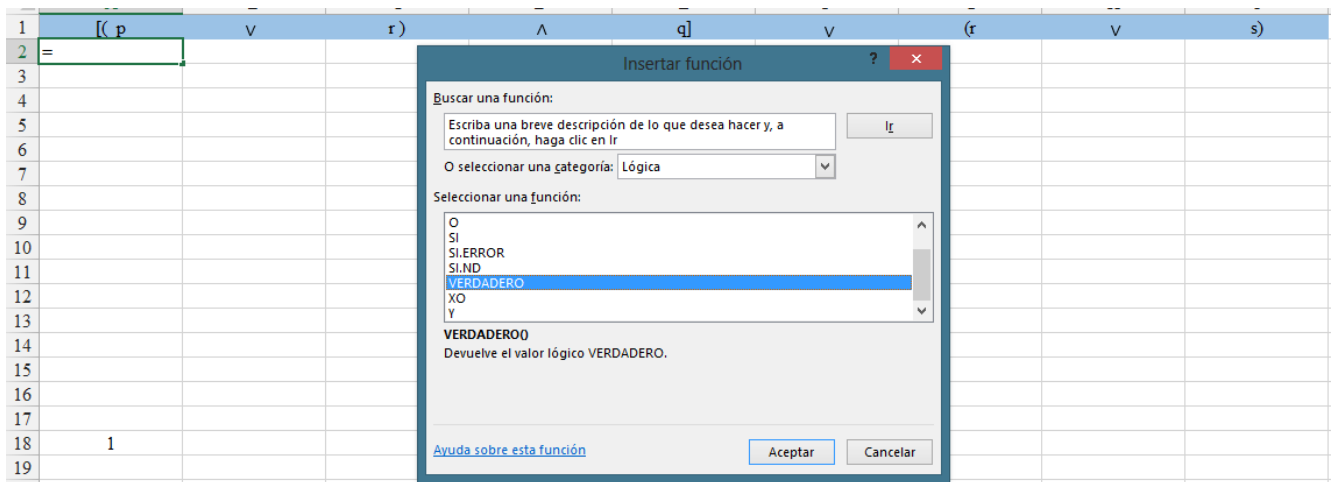 1 [( p v r ) ʌ q] v (r v s)
2 =
Insertar función ? ×
3
4
Buscar una función:
5
Escriba una breve descripción de lo que desea hacer y, a
continuación, haga clic en Ir
Ir
6
O seleccionar una categoría: Lógica
7
8
Seleccionar una función:
9
O
SI
10
SI.ERROR
11
SI.ND
VERDADERO
12
XO
13
Y
VERDADERO()
14
Devuelve el valor lógico VERDADERO.
15
16
17
18 1
Ayuda sobre esta función Aceptar Cancelar
19